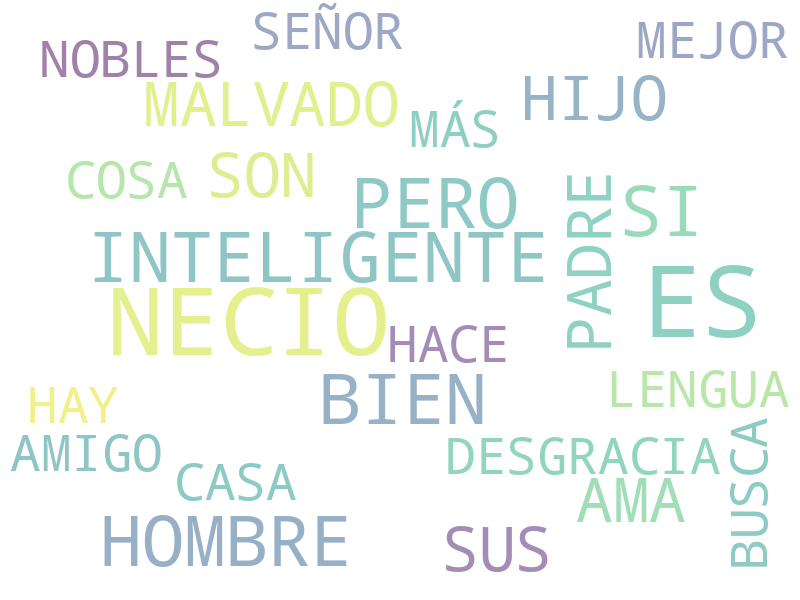 SEÑOR
MEJOR
NOBLES
MALVADO
HIJO
MÁS
COSA
SON
PERO
SI
PADRE
INTELIGENTE
ES
NECIO
HACE
BIEN
LENGUA
HAY
AMIGO
DESGRACIA
BUSCA
CASA
AMA
HOMBRE
SUS